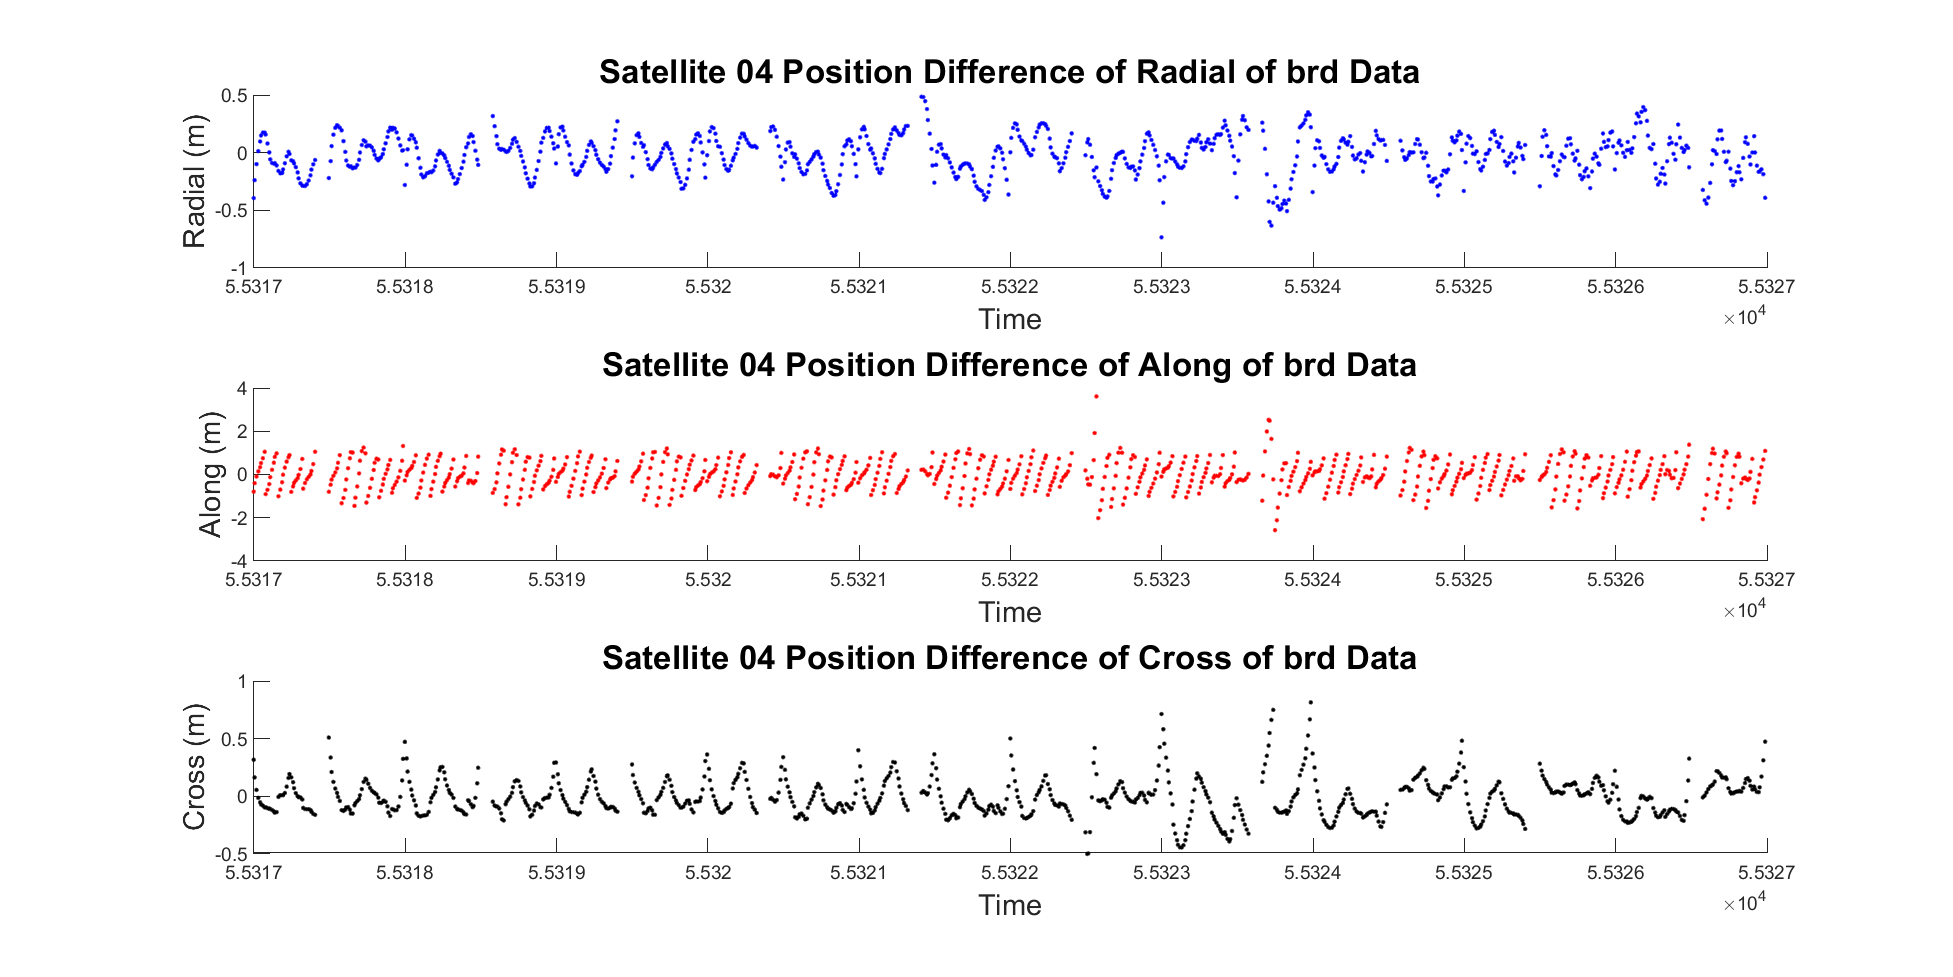 Satellite 04 Position Difference of Radial of brd Data
Radial (m)
0.5
0
-0.5
-1
5.5317 5.5318 5.5319 5.532 5.5321 5.5322 5.5323 5.5324 5.5325 5.5326 5.5327
Time
×10^4
Satellite 04 Position Difference of Along of brd Data
Along (m)
4
2
0
-2
-4
5.5317 5.5318 5.5319 5.532 5.5321 5.5322 5.5323 5.5324 5.5325 5.5326 5.5327
Time
×10^4
Satellite 04 Position Difference of Cross of brd Data
Cross (m)
1
0.5
0
-0.5
5.5317 5.5318 5.5319 5.532 5.5321 5.5322 5.5323 5.5324 5.5325 5.5326 5.5327
Time
×10^4